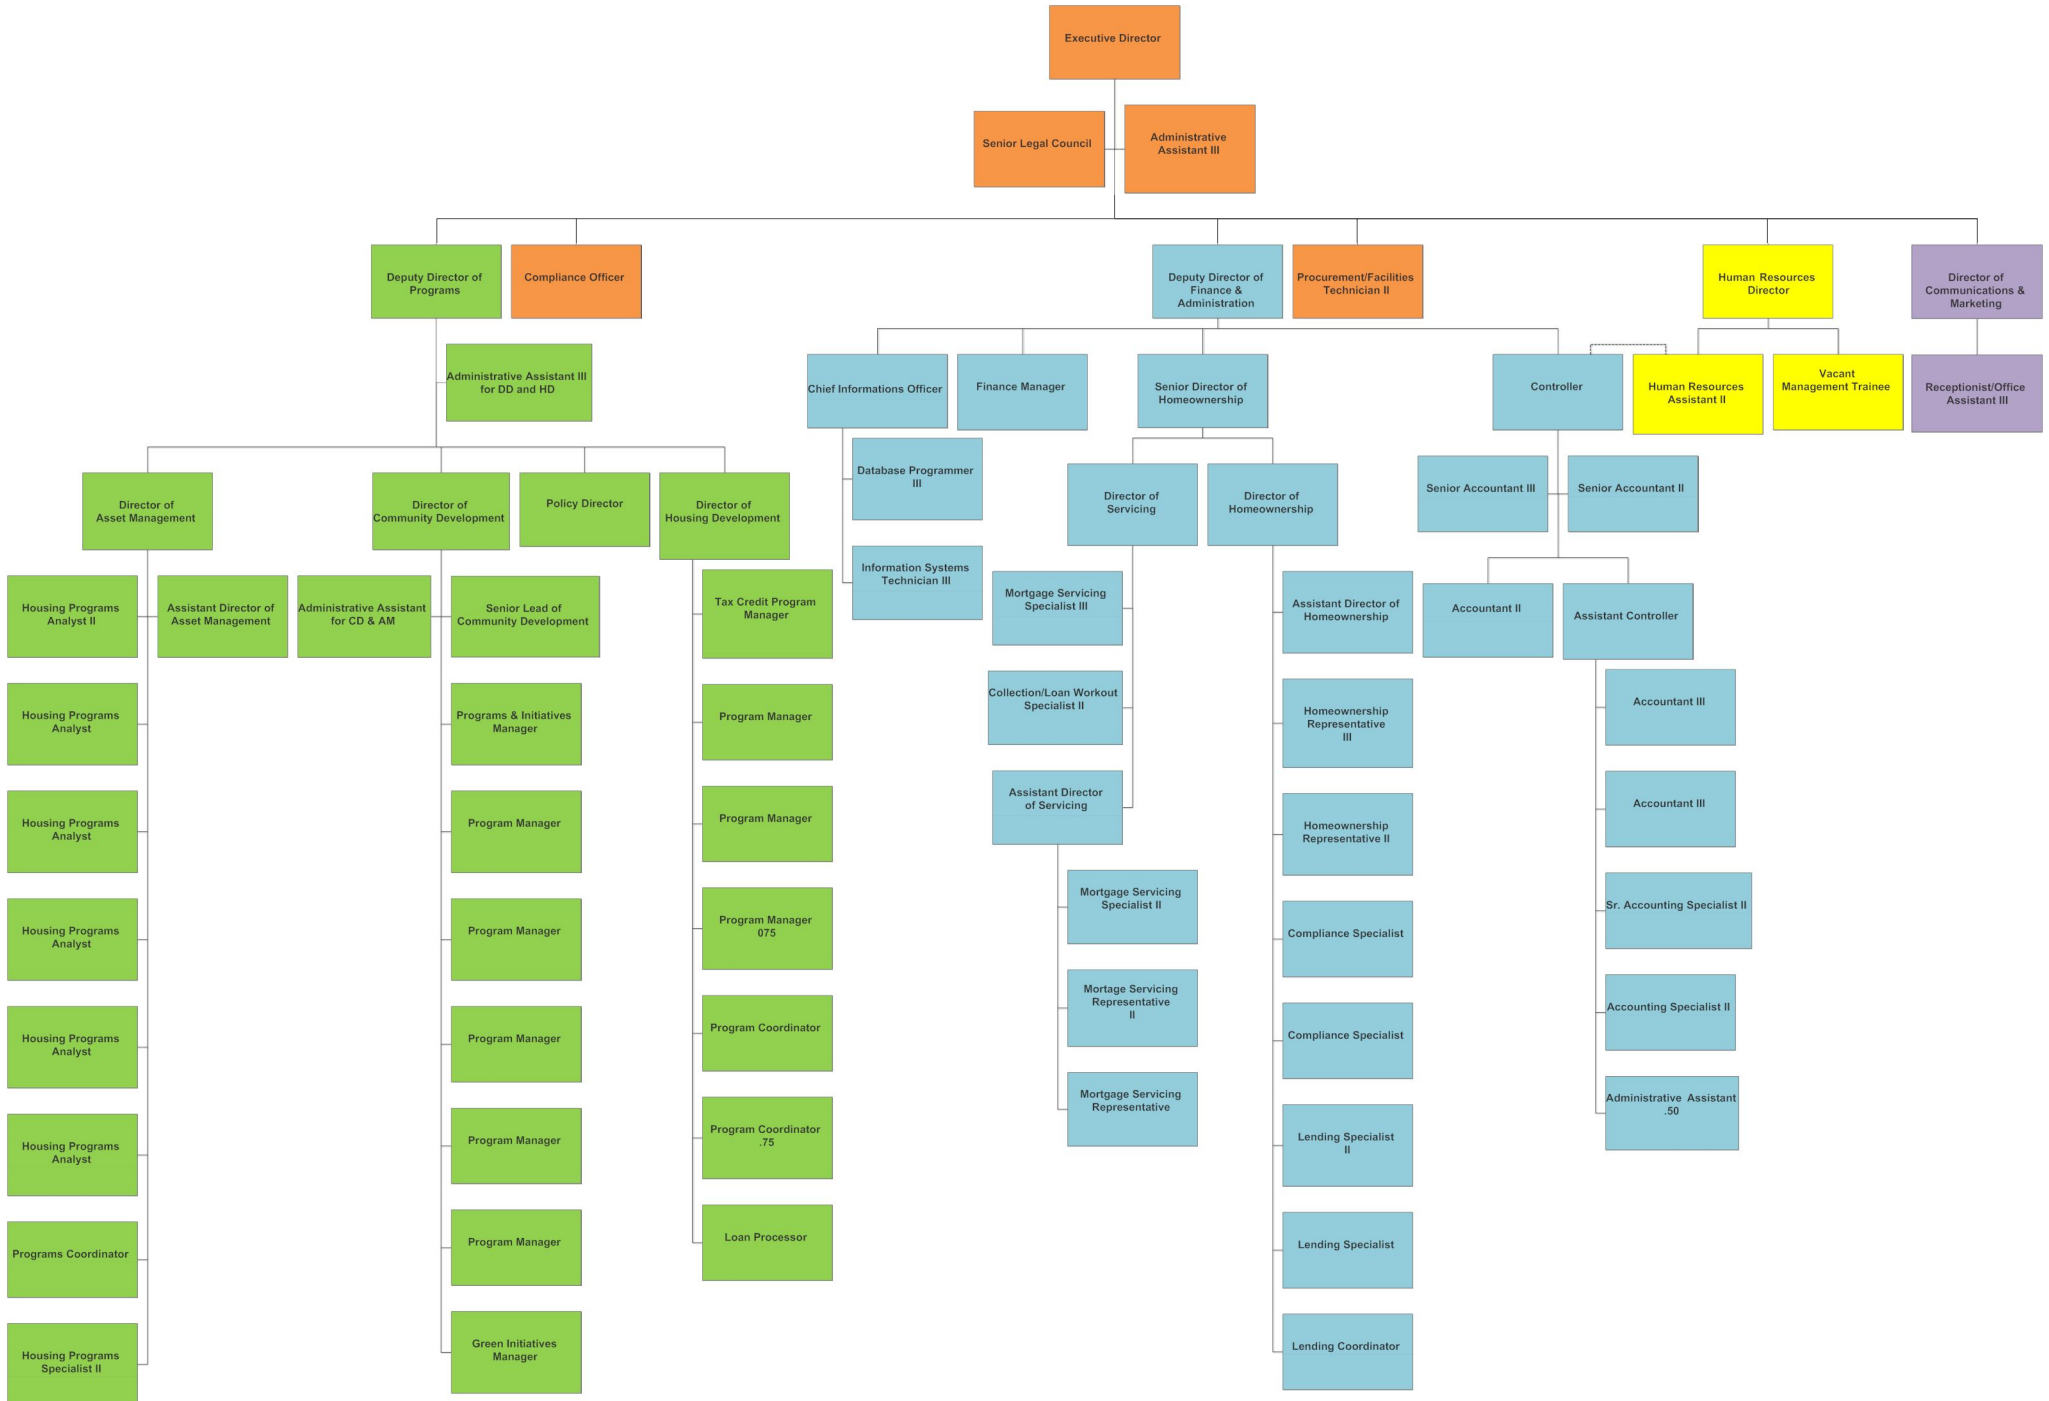 Executive Director
Senior Legal Council
Administrative
Assistant III
Deputy Director of
Programs
Compliance Officer
Deputy Director of
Finance &
Administration
Procurement/Facilities
Technician II
Human Resources
Director
Director of
Communications &
Marketing
Administrative Assistant III
for DD and HD
Chief Informations Officer
Finance Manager
Senior Director of
Homeownership
Controller
Human Resources
Assistant II
Vacant
Management Trainee
Receptionist/Office
Assistant III
Director of
Asset Management
Director of
Community Development
Policy Director
Director of
Housing Development
Database Programmer
III
Director of
Servicing
Director of
Homeownership
Senior Accountant III
Senior Accountant II
Housing Programs
Analyst II
Assistant Director of
Asset Management
Administrative Assistant
for CD & AM
Senior Lead of
Community Development
Tax Credit Program
Manager
Information Systems
Technician III
Mortgage Servicing
Specialist III
Assistant Director of
Homeownership
Accountant II
Assistant Controller
Housing Programs
Analyst
Programs & Initiatives
Manager
Program Manager
Collection/Loan Workout
Specialist II
Homeownership
Representative
III
Accountant III
Housing Programs
Analyst
Program Manager
Program Manager
Assistant Director
of Servicing
Homeownership
Representative II
Accountant III
Housing Programs
Analyst
Program Manager
Program Manager
075
Mortgage Servicing
Specialist II
Compliance Specialist
Sr. Accounting Specialist II
Housing Programs
Analyst
Program Manager
Program Coordinator
Mortage Servicing
Representative
II
Compliance Specialist
Accounting Specialist II
Housing Programs
Analyst
Program Manager
Program Coordinator
.75
Mortgage Servicing
Representative
Lending Specialist
II
Administrative Assistant
.50
Programs Coordinator
Program Manager
Loan Processor
Lending Specialist
Housing Programs
Specialist II
Green Initiatives
Manager
Lending Coordinator